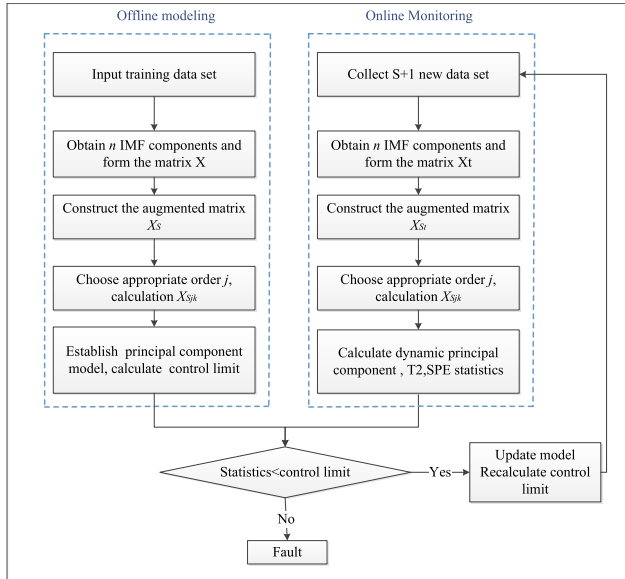 Offline modeling
Online Monitoring
Input training data set
Obtain n IMF components and
form the matrix X
Construct the augmented matrix
XS
Choose appropriate order j,
calculation XSjk
Establish principal component
model, calculate control limit
Collect S+1 new data set
Obtain n IMF components and
form the matrix Xt
Construct the augmented matrix
XSt
Choose appropriate order j,
calculation XSjk
Calculate dynamic principal
component , T2,SPE statistics
Statistics<control limit
Yes
Update model
Recalculate control
limit
No
Fault